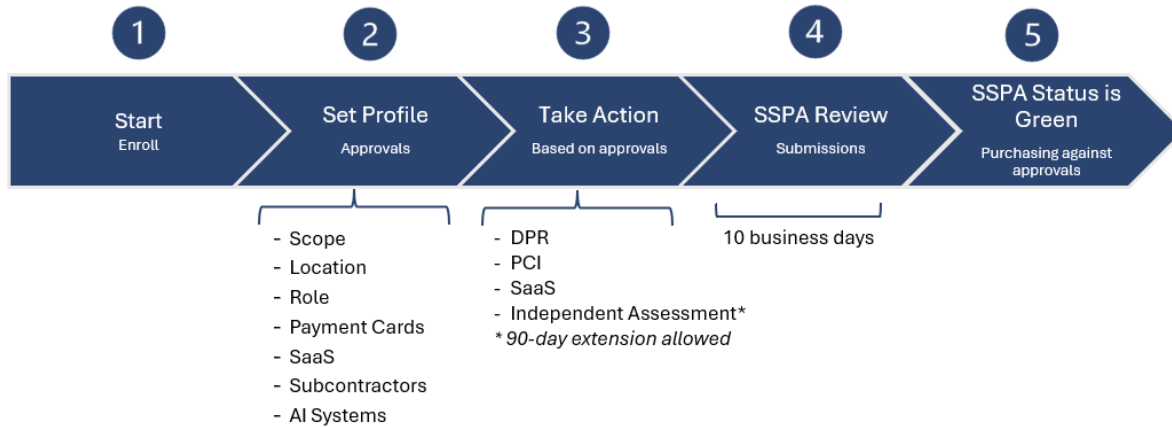 1
2
3
4
5
Start
Enroll
Set Profile
Approvals
Take Action
Based on approvals
SSPA Review
Submissions
SSPA Status is
Green
Purchasing against
approvals
- Scope
- Location
- Role
- Payment Cards
- SaaS
- Subcontractors
- AI Systems
- DPR
- PCI
- SaaS
- Independent Assessment*
* 90-day extension allowed
10 business days